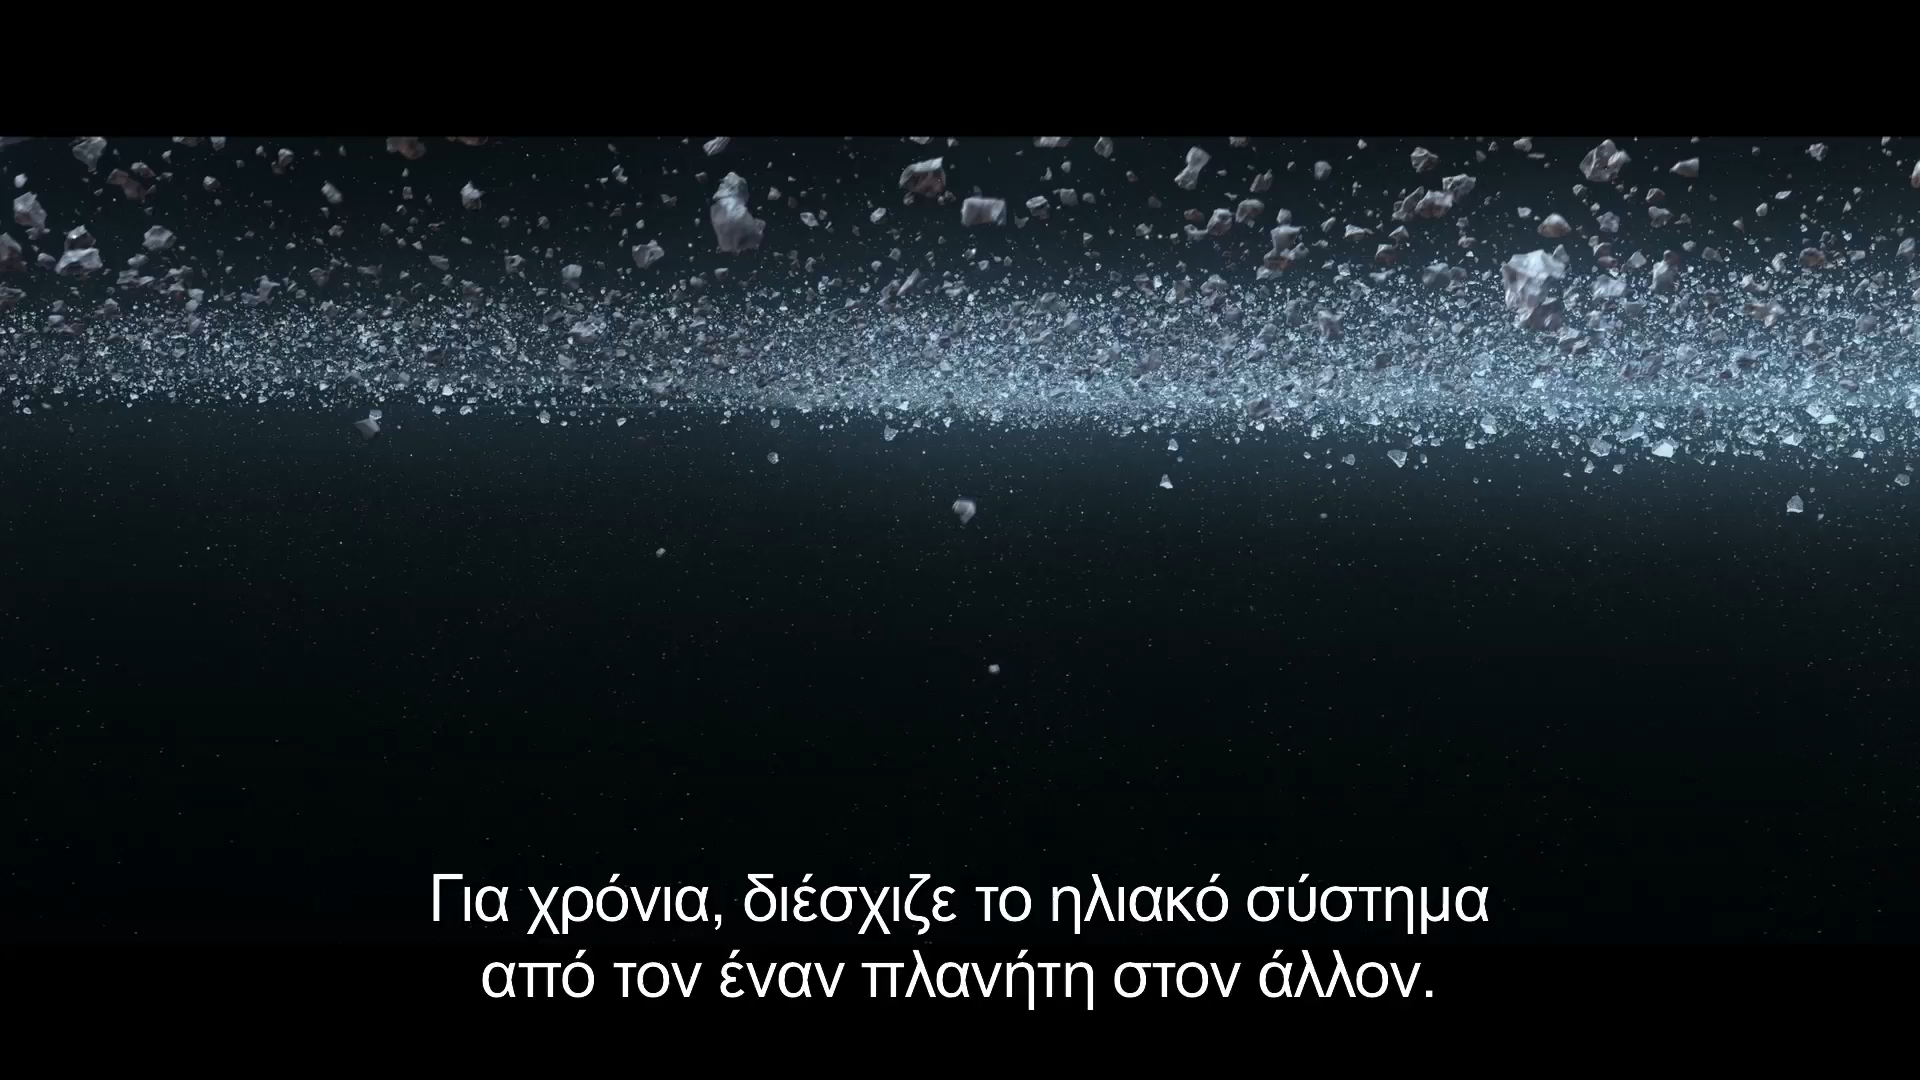 Για χρόνια, διέσχιζε το ηλιακό σύστημα
από τον έναν πλανήτη στον άλλον.